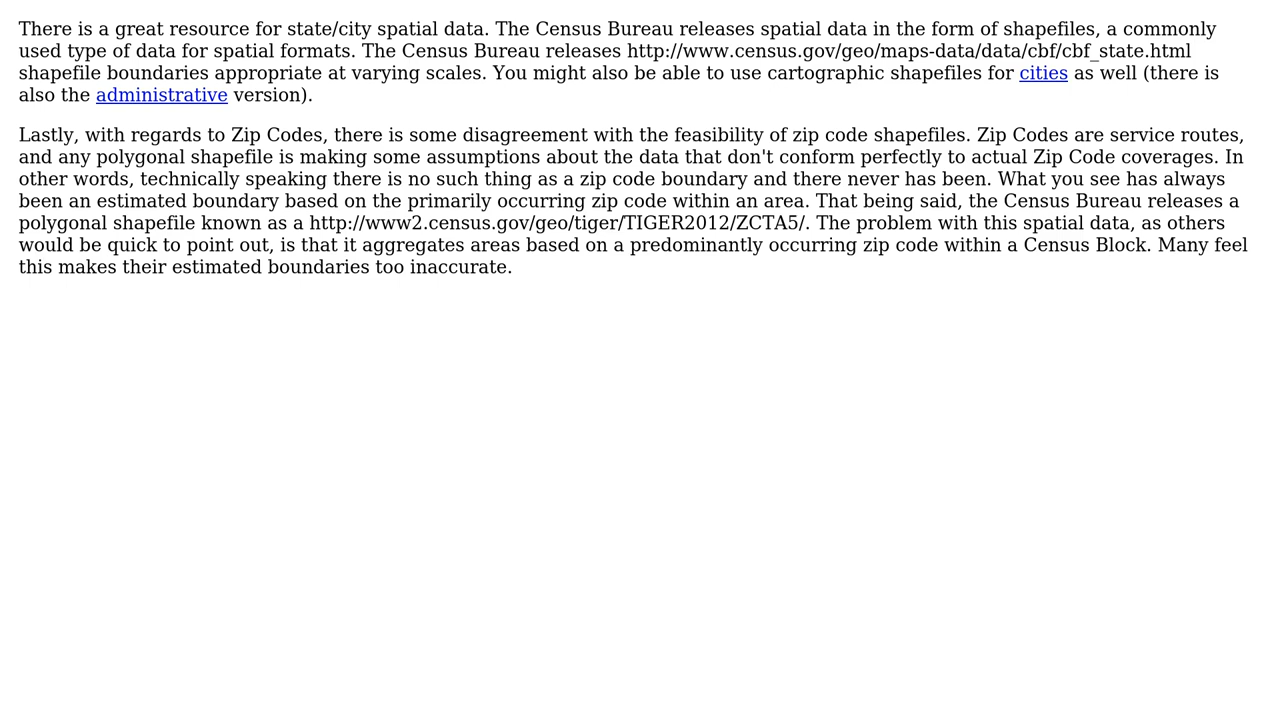 There is a great resource for state/city spatial data. The Census Bureau releases spatial data in the form of shapefiles, a commonly
used type of data for spatial formats. The Census Bureau releases http://www.census.gov/geo/maps-data/data/cbf/cbf_state.html
shapefile boundaries appropriate at varying scales. You might also be able to use cartographic shapefiles for cities as well (there is
also the administrative version).
Lastly, with regards to Zip Codes, there is some disagreement with the feasibility of zip code shapefiles. Zip Codes are service routes,
and any polygonal shapefile is making some assumptions about the data that don't conform perfectly to actual Zip Code coverages. In
other words, technically speaking there is no such thing as a zip code boundary and there never has been. What you see has always
been an estimated boundary based on the primarily occurring zip code within an area. That being said, the Census Bureau releases a
polygonal shapefile known as a http://www2.census.gov/geo/tiger/TIGER2012/ZCTA5/. The problem with this spatial data, as others
would be quick to point out, is that it aggregates areas based on a predominantly occurring zip code within a Census Block. Many feel
this makes their estimated boundaries too inaccurate.